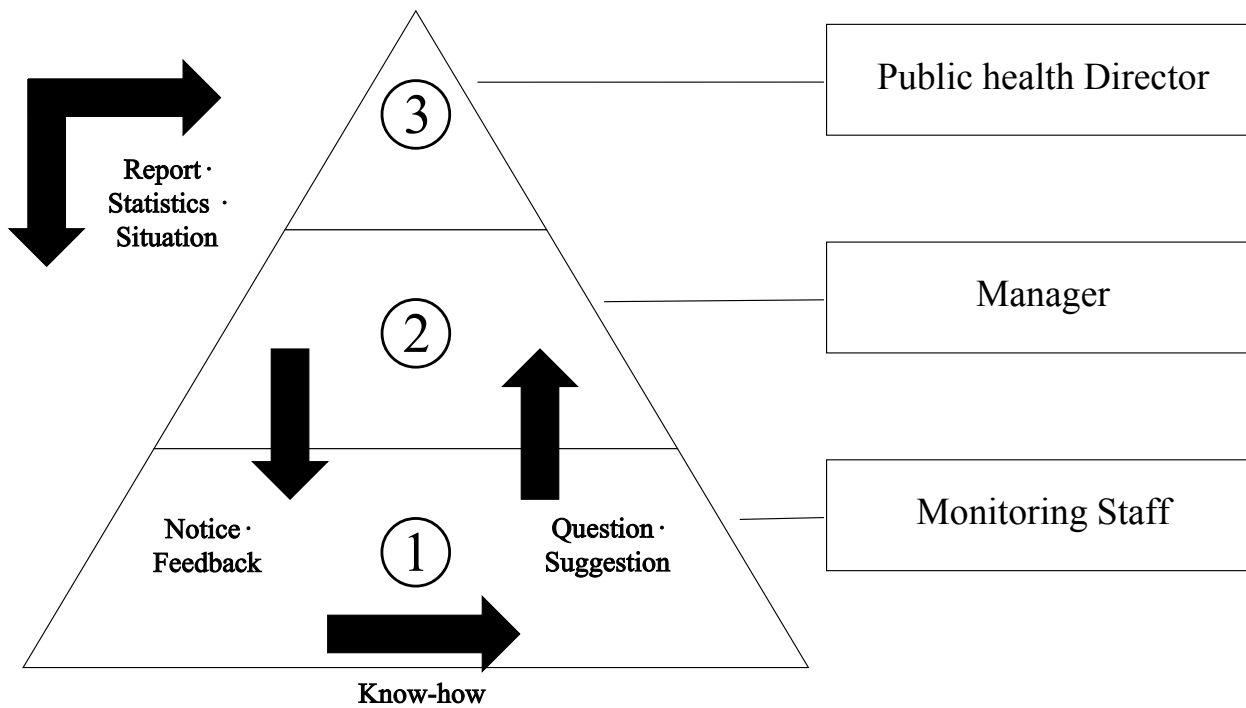 ③
Public health Director
Report·
Statistics ·
Situation
②
Manager
Notice·
Feedback
①
Question·
Suggestion
Monitoring Staff
Know-how